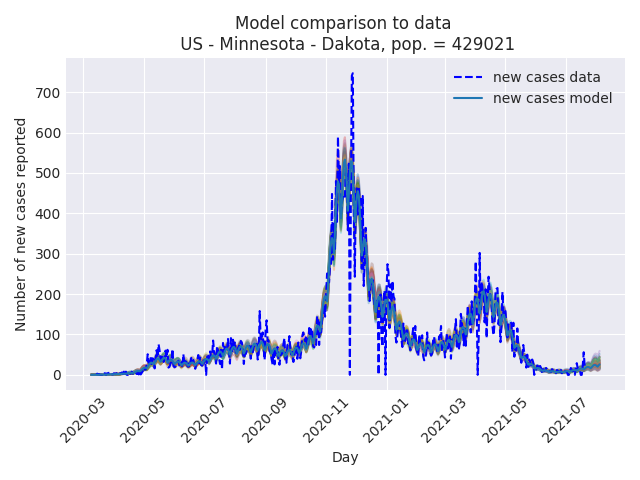 Model comparison to data
US - Minnesota - Dakota, pop. = 429021
new cases data
new cases model
Number of new cases reported
700
600
500
400
300
200
100
0
2020-03
2020-05
2020-07
2020-09
2020-11
2021-01
2021-03
2021-05
2021-07
Day